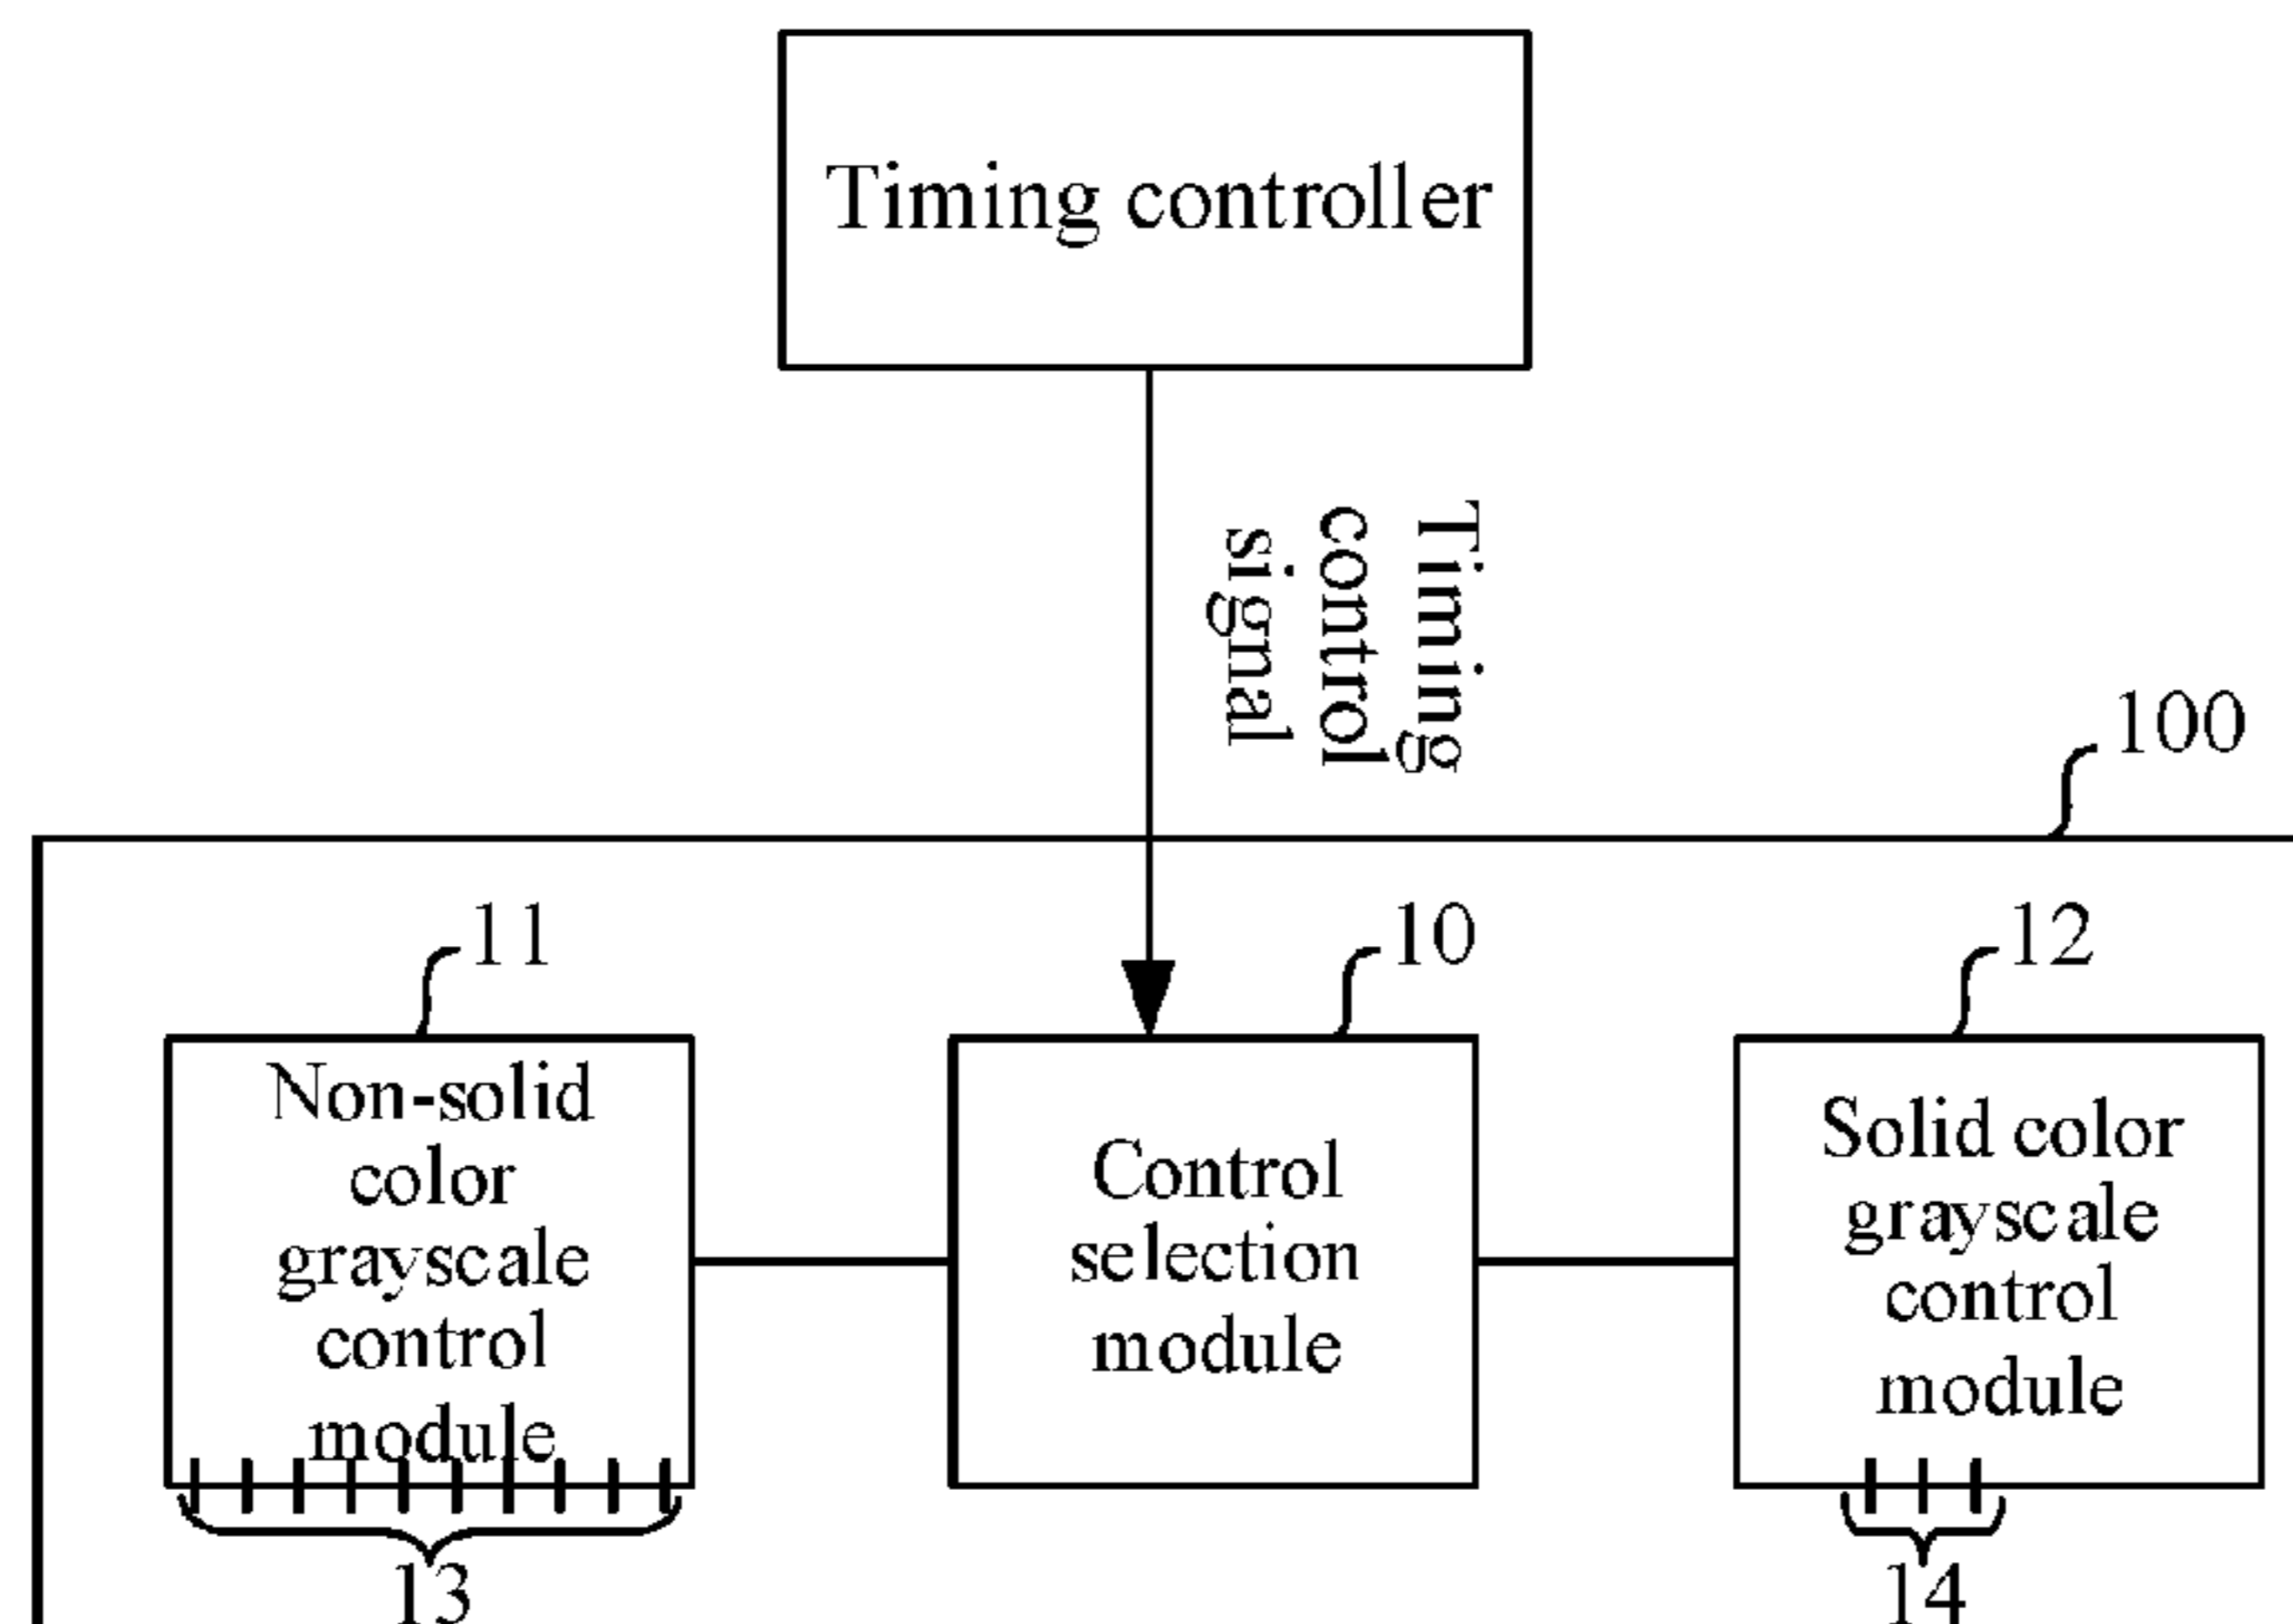 Timing controller
Timing
control
signal
100
11
10
12
Non-solid
color
grayscale
control
module
Control
selection
module
Solid color
grayscale
control
module
13
14